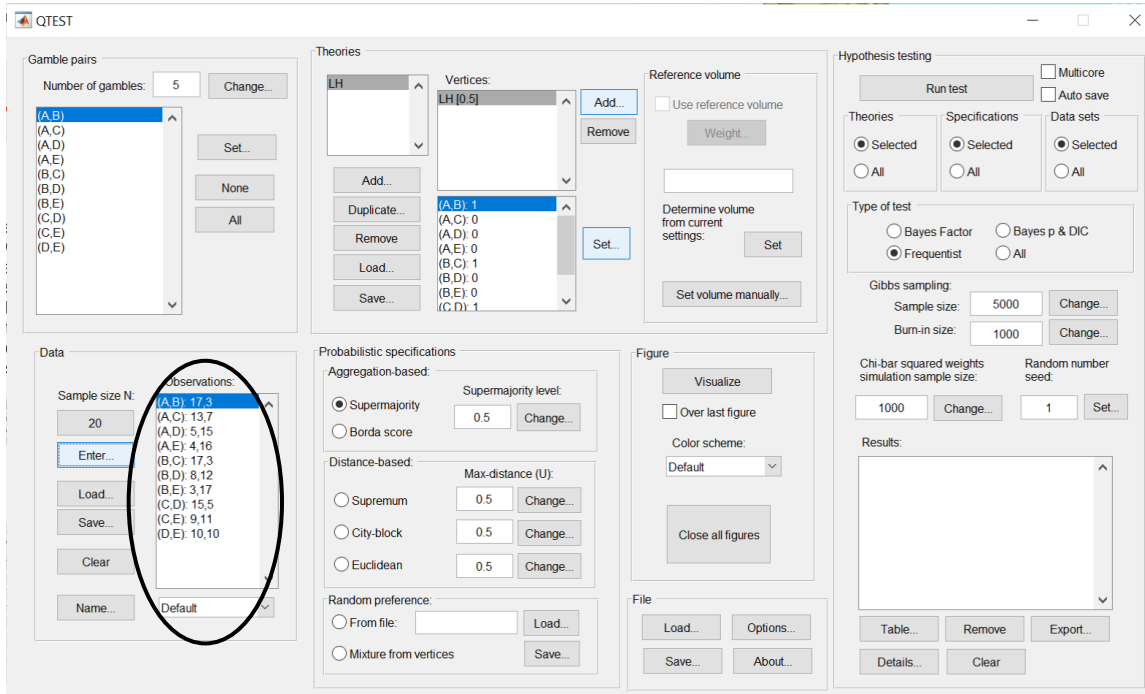 QTEST
Gamble pairs
Number of gambles: 5 Change...
(A,B)
(A,C)
(A,D)
(A,E)
(B,C)
(B,D)
(B,E)
(C,D)
(C,E)
(D,E)
Set...
None
All
Theories
LH
Add...
Duplicate...
Remove
Load...
Save...
Vertices:
LH [0.5]
Add...
Remove
(A,B): 1
(A,C): 0
(A,D): 0
(A,E): 0
(B,C): 1
(B,D): 0
(B,E): 0
(C,D): 1
Set...
Reference volume
Use reference volume
Weight...
Determine volume
from current
settings:
Set
Set volume manually...
Hypothesis testing
Run test
Multicore
Auto save
Theories
Selected
All
Specifications
Selected
All
Data sets
Selected
All
Type of test
Bayes Factor
Bayes p & DIC
Frequentist
All
Gibbs sampling:
Sample size: 5000 Change...
Burn-in size: 1000 Change...
Chi-bar squared weights
simulation sample size:
1000 Change...
Random number
seed:
1 Set...
Results:
Table...
Remove
Export...
Details...
Clear
Data
Sample size N:
20
Enter...
Load...
Save...
Clear
Name...
Observations:
(A,B): 17,3
(A,C): 13,7
(A,D): 5,15
(A,E): 4,16
(B,C): 17,3
(B,D): 8,12
(B,E): 3,17
(C,D): 15,5
(C,E): 9,11
(D,E): 10,10
Default
Probabilistic specifications
Aggregation-based:
Supermajority level:
Supermajority
0.5 Change...
Borda score
Distance-based:
Max-distance (U):
Supremum 0.5 Change...
City-block 0.5 Change...
Euclidean 0.5 Change...
Random preference:
From file: Load...
Mixture from vertices Save...
Figure
Visualize
Over last figure
Color scheme:
Default
Close all figures
File
Load...
Options...
Save...
About...